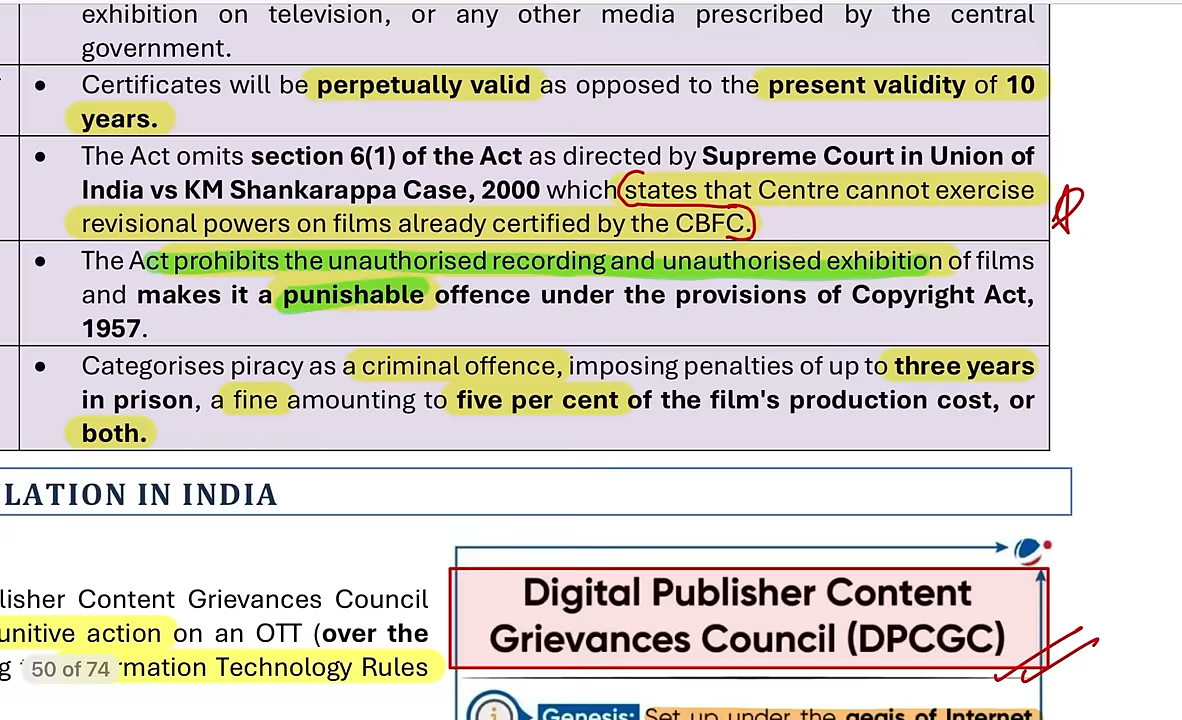 exhibition on television, or any other media prescribed by the central
government.
• Certificates will be perpetually valid as opposed to the present validity of 10
years.
• The Act omits section 6(1) of the Act as directed by Supreme Court in Union of
India vs KM Shankarappa Case, 2000 which states that Centre cannot exercise
revisional powers on films already certified by the CBFC.
• The Act prohibits the unauthorised recording and unauthorised exhibition of films
and makes it a punishable offence under the provisions of Copyright Act,
1957.
• Categorises piracy as a criminal offence, imposing penalties of up to three years
in prison, a fine amounting to five per cent of the film's production cost, or
both.
LATION IN INDIA
lisher Content Grievances Council
unitive action on an OTT (over the
g
50 of 74
rmation Technology Rules
Digital Publisher Content
Grievances Council (DPCGC)
Genesis: Set up under the aegis of Internet